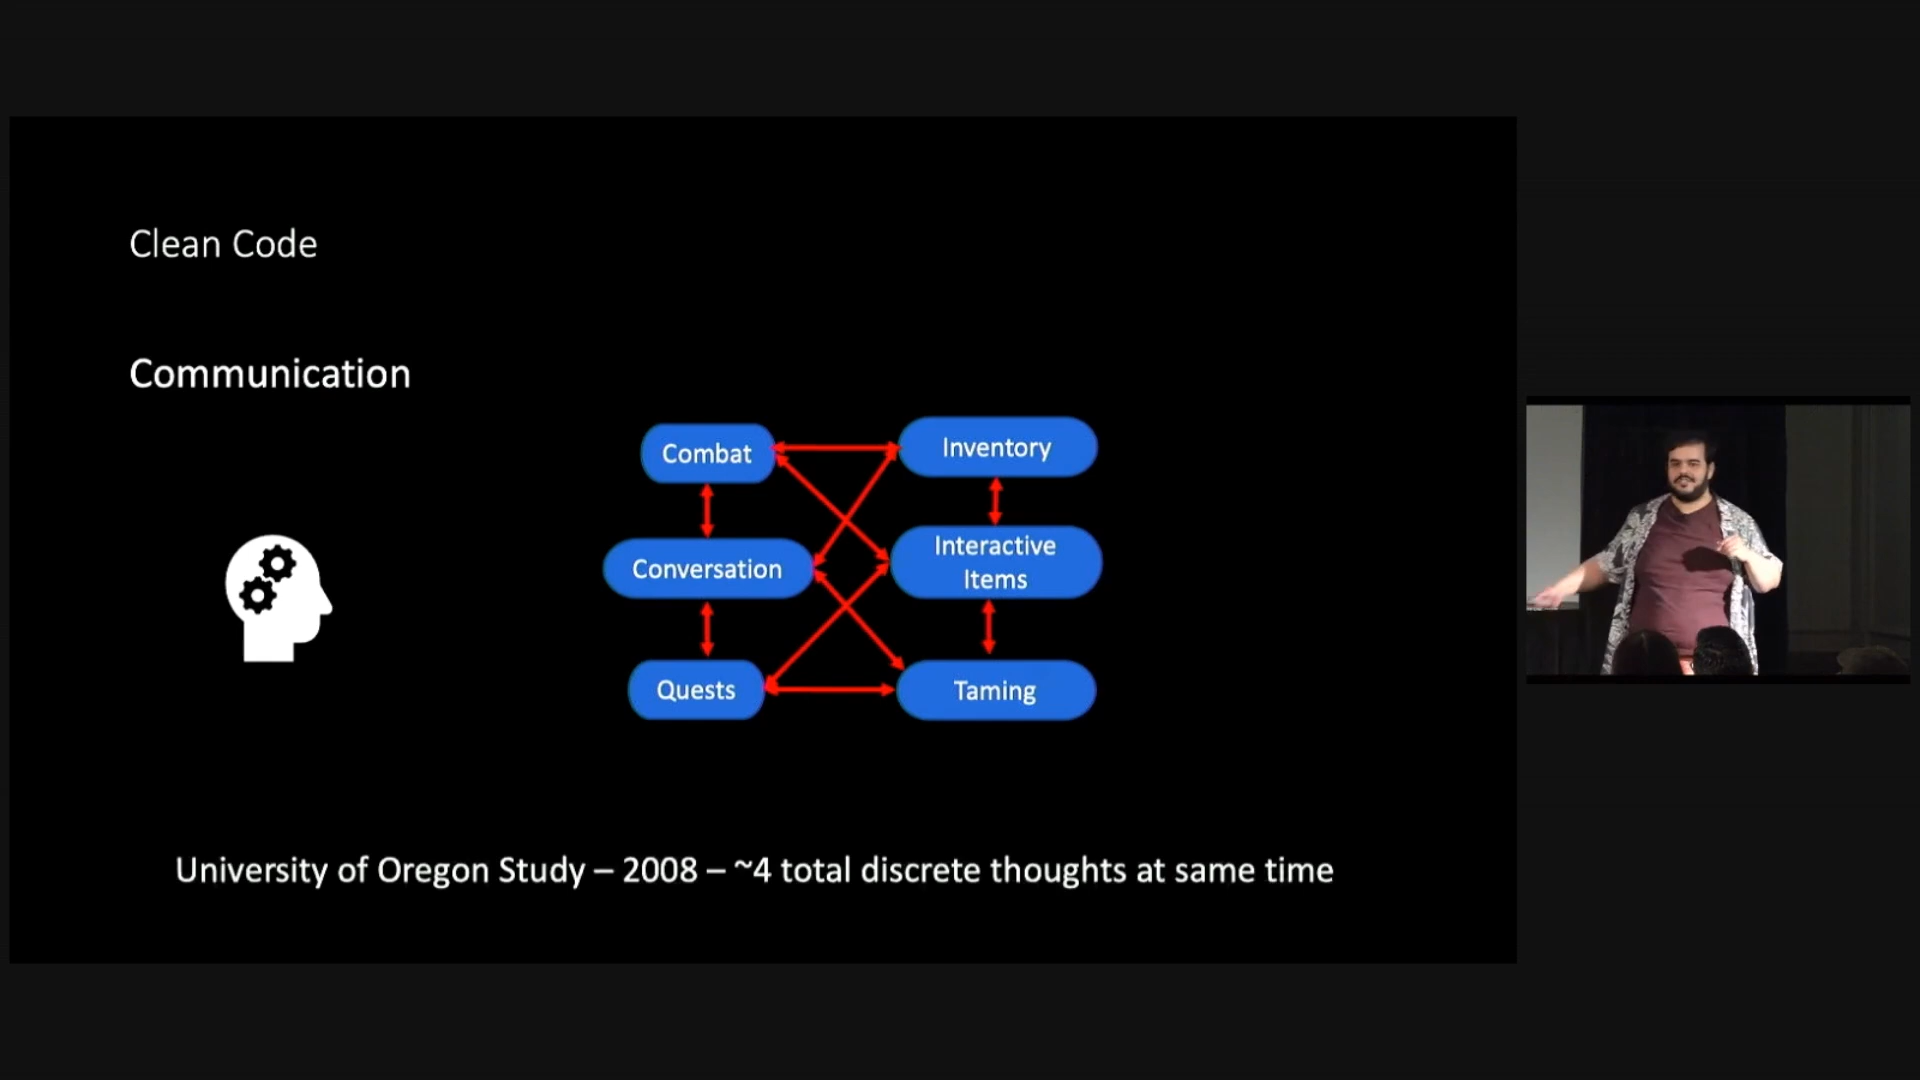 Clean Code
Communication
Combat
Inventory
Conversation
Interactive
Items
Quests
Taming
University of Oregon Study – 2008 – ~4 total discrete thoughts at same time